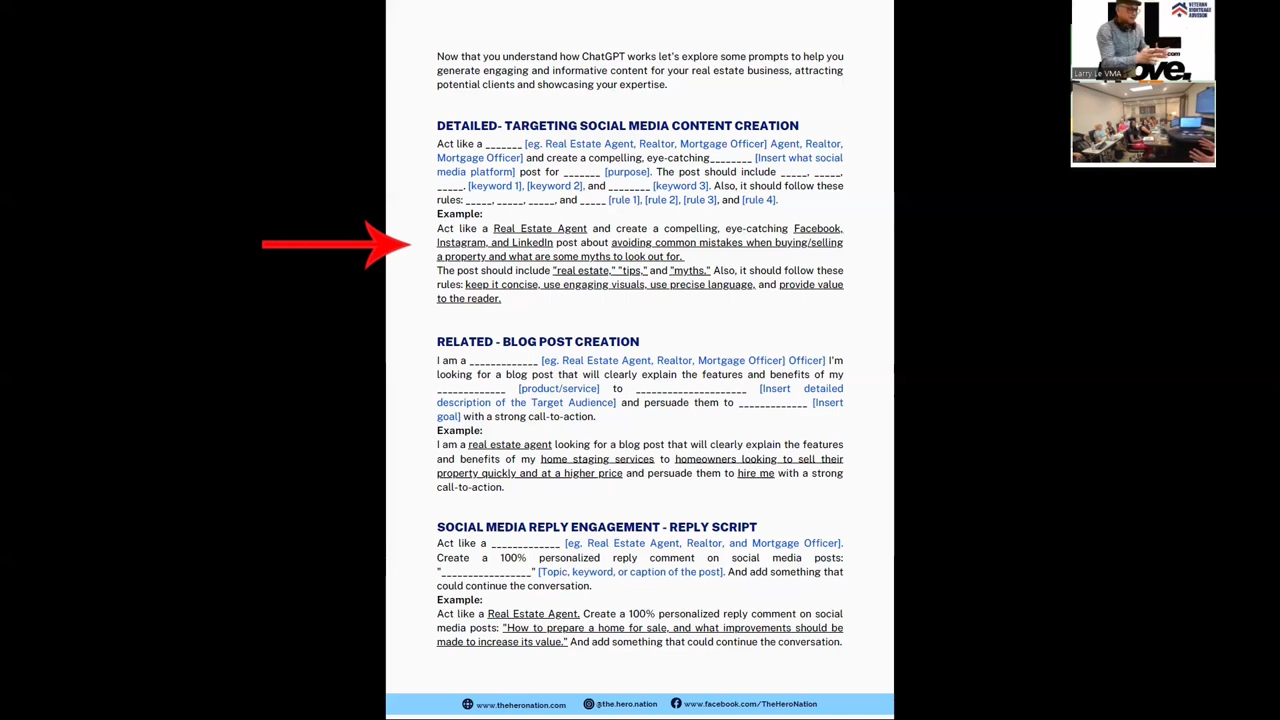 Now that you understand how ChatGPT works let's explore some prompts to help you
generate engaging and informative content for your real estate business, attracting
potential clients and showcasing your expertise.
DETAILED- TARGETING SOCIAL MEDIA CONTENT CREATION
Act like a _______ [eg. Real Estate Agent, Realtor, Mortgage Officer] Agent, Realtor,
Mortgage Officer] and create a compelling, eye-catching________ [Insert what social
media platform] post for _______ [purpose]. The post should include _____, _____,
_____. [keyword 1], [keyword 2], and ________ [keyword 3]. Also, it should follow these
rules: _____, _____, _____, and _____ [rule 1], [rule 2], [rule 3], and [rule 4].
Example:
Act like a Real Estate Agent and create a compelling, eye-catching Facebook,
Instagram, and LinkedIn post about avoiding common mistakes when buying/selling
a property and what are some myths to look out for.
The post should include "real estate," "tips," and "myths." Also, it should follow these
rules: keep it concise, use engaging visuals, use precise language, and provide value
to the reader.
RELATED - BLOG POST CREATION
I am a _____________ [eg. Real Estate Agent, Realtor, Mortgage Officer] Officer] I'm
looking for a blog post that will clearly explain the features and benefits of my
_____________ [product/service] to _____________________ [Insert detailed
description of the Target Audience] and persuade them to _____________ [Insert
goal] with a strong call-to-action.
Example:
I am a real estate agent looking for a blog post that will clearly explain the features
and benefits of my home staging services to homeowners looking to sell their
property quickly and at a higher price and persuade them to hire me with a strong
call-to-action.
SOCIAL MEDIA REPLY ENGAGEMENT - REPLY SCRIPT
Act like a _____________ [eg. Real Estate Agent, Realtor, and Mortgage Officer].
Create a 100% personalized reply comment on social media posts:
"_________________" [Topic, keyword, or caption of the post]. And add something that
could continue the conversation.
Example:
Act like a Real Estate Agent. Create a 100% personalized reply comment on social
media posts: "How to prepare a home for sale, and what improvements should be
made to increase its value." And add something that could continue the conversation.
www.theheronation.com @the.hero.nation www.facebook.com/TheHeroNation
VETERAN
MORTGAGE
ADVISOR
.com
Larry Le VMA